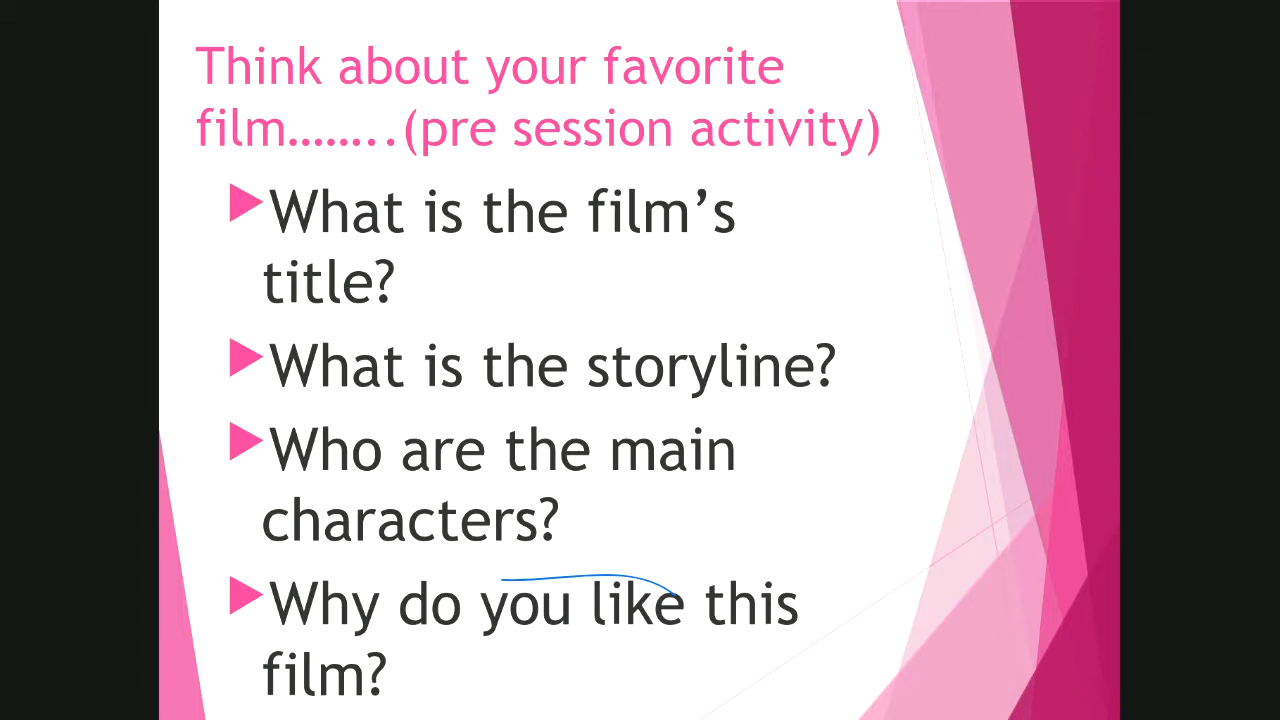 Think about your favorite
film……..(pre session activity)
What is the film’s
title?
What is the storyline?
Who are the main
characters?
Why do you like this
film?